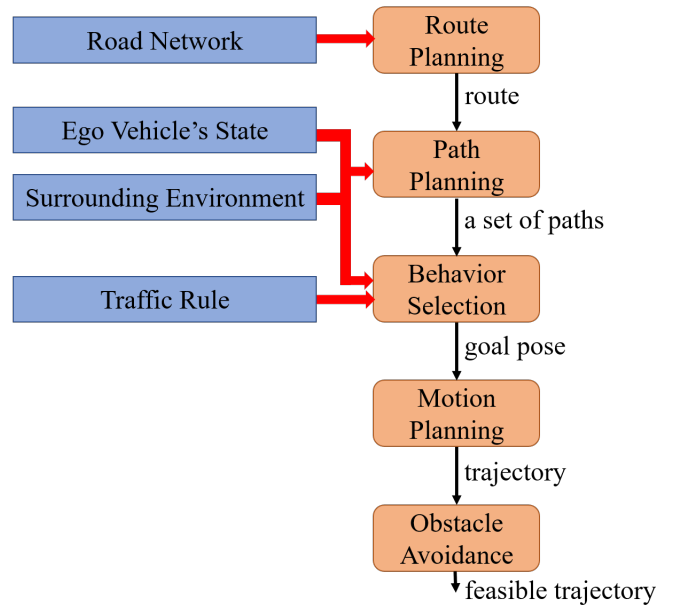 Road Network
Route
Planning
route
Ego Vehicle's State
Path
Planning
Surrounding Environment
a set of paths
Behavior
Selection
Traffic Rule
goal pose
Motion
Planning
trajectory
Obstacle
Avoidance
feasible trajectory